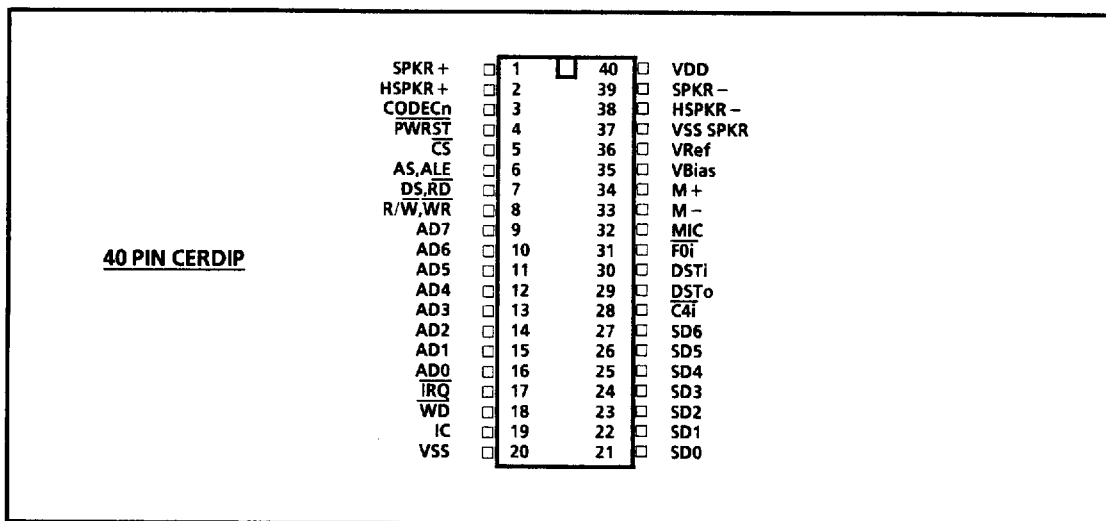 SPKR + 1 40 VDD
HSPKR + 2 39 SPKR –
CODECn 3 38 HSPKR –
PWRST 4 37 VSS SPKR
CS 5 36 VRef
AS,ALE 6 35 VBias
DS,RD 7 34 M +
R/W,WR 8 33 M –
AD7 9 32 MIC
AD6 10 31 F0i
40 PIN CERDIP
AD5 11 30 DSTi
AD4 12 29 DSTo
AD3 13 28 C4i
AD2 14 27 SD6
AD1 15 26 SD5
AD0 16 25 SD4
IRQ 17 24 SD3
WD 18 23 SD2
IC 19 22 SD1
VSS 20 21 SD0